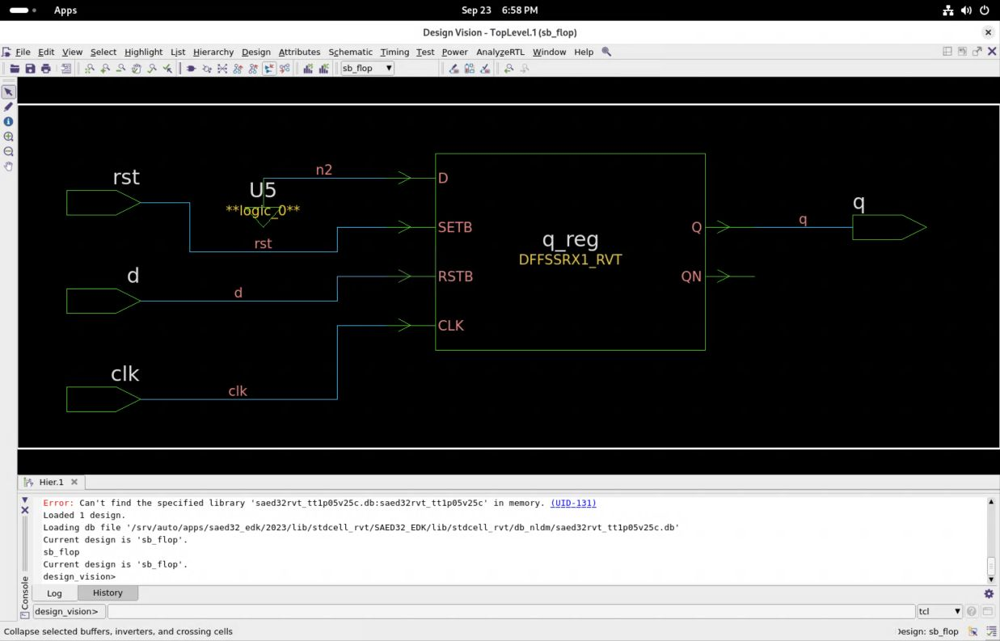 Apps
Sep 23 6:58 PM
Design Vision - TopLevel.1 (sb_flop)
File Edit View Select Highlight List Hierarchy Design Attributes Schematic Timing Test Power AnalyzeRTL Window Help
sb_flop
rst
n2
D
U5
**logic_0**
rst
SETB
d
d
RSTB
clk
clk
CLK
q_reg
DFFSSRX1_RVT
Q
QN
q
q
Hier.1
Error: Can't find the specified library 'saed32rvt_tt1p05v25c.db:saed32rvt_tt1p05v25c' in memory. (UID-131)
Loaded 1 design.
Loading db file '/srv/auto/apps/saed32_edk/2023/lib/stdcell_rvt/SAED32_EDK/lib/stdcell_rvt/db_nldm/saed32rvt_tt1p05v25c.db'
Current design is 'sb_flop'.
sb_flop
Current design is 'sb_flop'.
design_vision>
Console
Log History
design_vision>
tcl
Collapse selected buffers, inverters, and crossing cells
Design: sb_flop